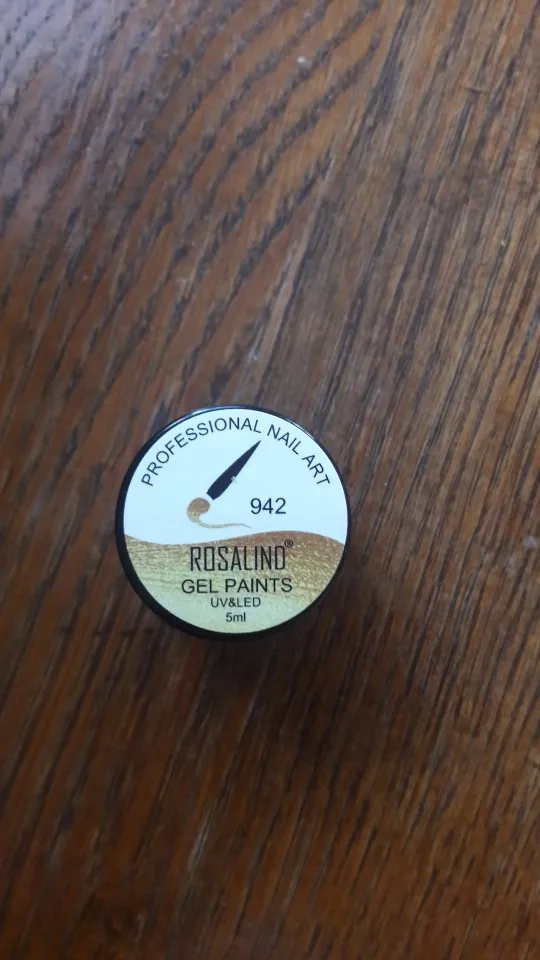 PROFESSIONAL NAIL ART
942
ROSALIND®
GEL PAINTS
UV&LED
5ml